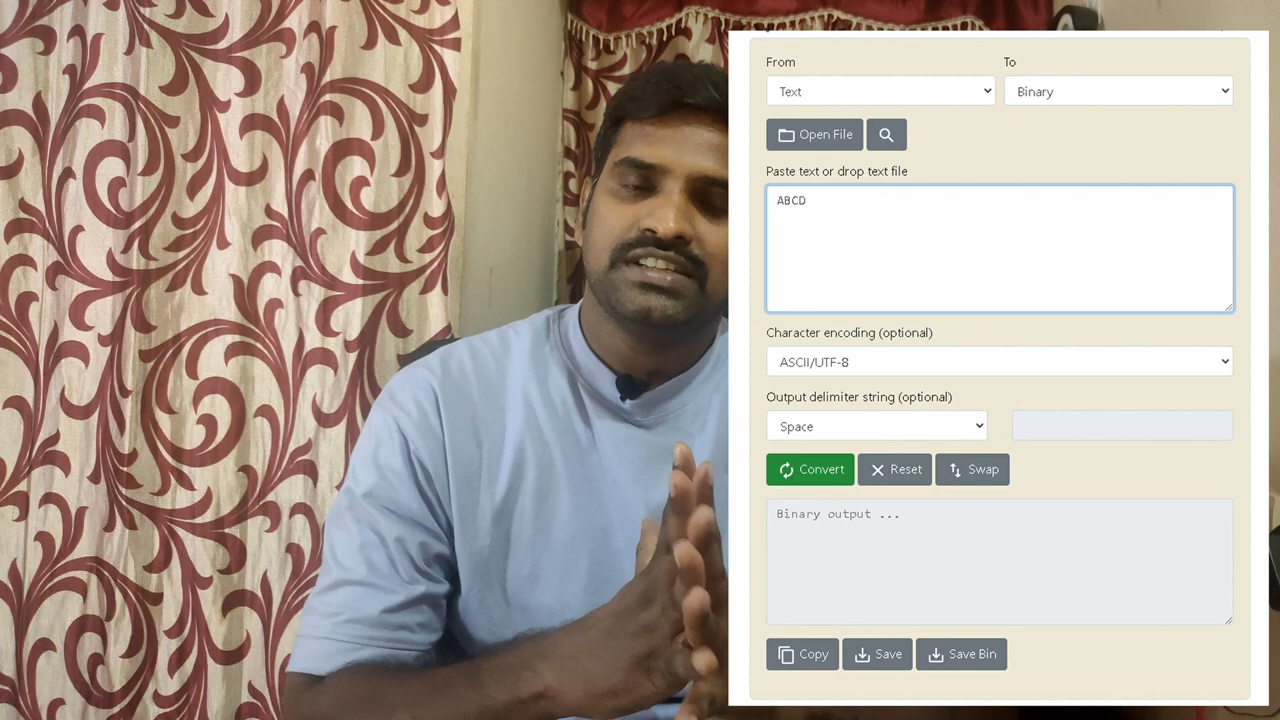 From
To
Text
Binary
Open File
Paste text or drop text file
ABCD
Character encoding (optional)
ASCII/UTF-8
Output delimiter string (optional)
Space
Convert
Reset
Swap
Binary output ...
Copy
Save
Save Bin